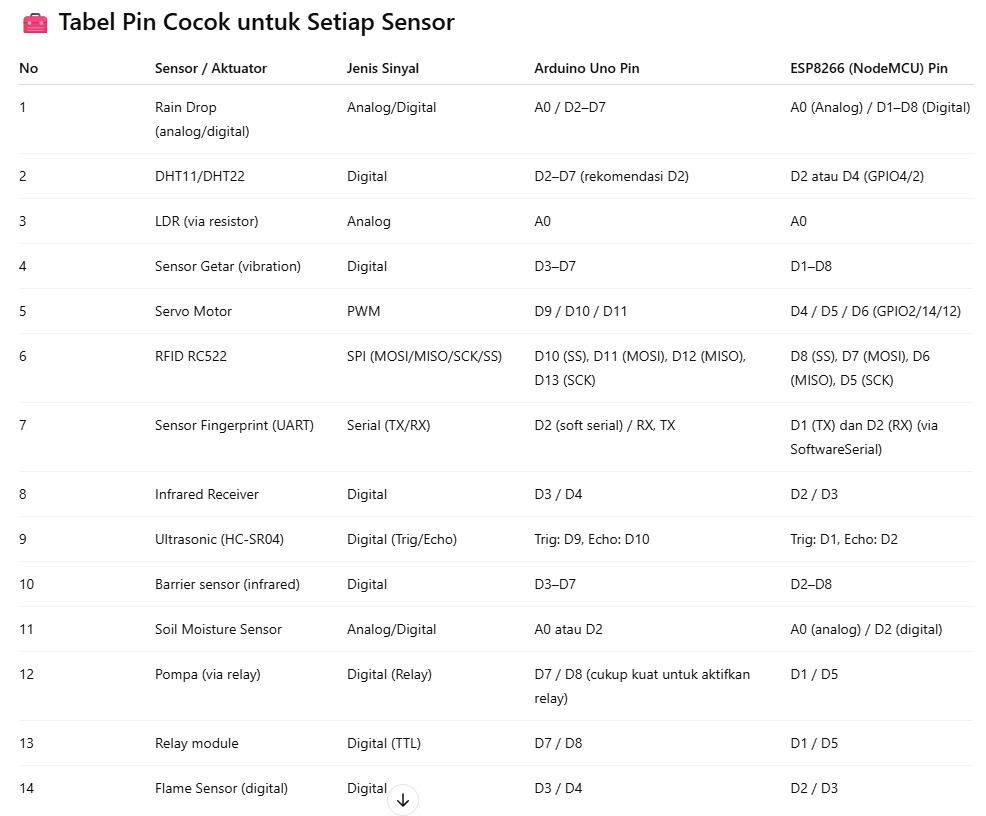 Tabel Pin Cocok untuk Setiap Sensor
No Sensor / Aktuator Jenis Sinyal Arduino Uno Pin ESP8266 (NodeMCU) Pin
1 Rain Drop (analog/digital) Analog/Digital A0 / D2–D7 A0 (Analog) / D1–D8 (Digital)
2 DHT11/DHT22 Digital D2–D7 (rekomendasi D2) D2 atau D4 (GPIO4/2)
3 LDR (via resistor) Analog A0 A0
4 Sensor Getar (vibration) Digital D3–D7 D1–D8
5 Servo Motor PWM D9 / D10 / D11 D4 / D5 / D6 (GPIO2/14/12)
6 RFID RC522 SPI (MOSI/MISO/SCK/SS) D10 (SS), D11 (MOSI), D12 (MISO), D13 (SCK) D8 (SS), D7 (MOSI), D6 (MISO), D5 (SCK)
7 Sensor Fingerprint (UART) Serial (TX/RX) D2 (soft serial) / RX, TX D1 (TX) dan D2 (RX) (via SoftwareSerial)
8 Infrared Receiver Digital D3 / D4 D2 / D3
9 Ultrasonic (HC-SR04) Digital (Trig/Echo) Trig: D9, Echo: D10 Trig: D1, Echo: D2
10 Barrier sensor (infrared) Digital D3–D7 D2–D8
11 Soil Moisture Sensor Analog/Digital A0 atau D2 A0 (analog) / D2 (digital)
12 Pompa (via relay) Digital (Relay) D7 / D8 (cukup kuat untuk aktifkan relay) D1 / D5
13 Relay module Digital (TTL) D7 / D8 D1 / D5
14 Flame Sensor (digital) Digital D3 / D4 D2 / D3